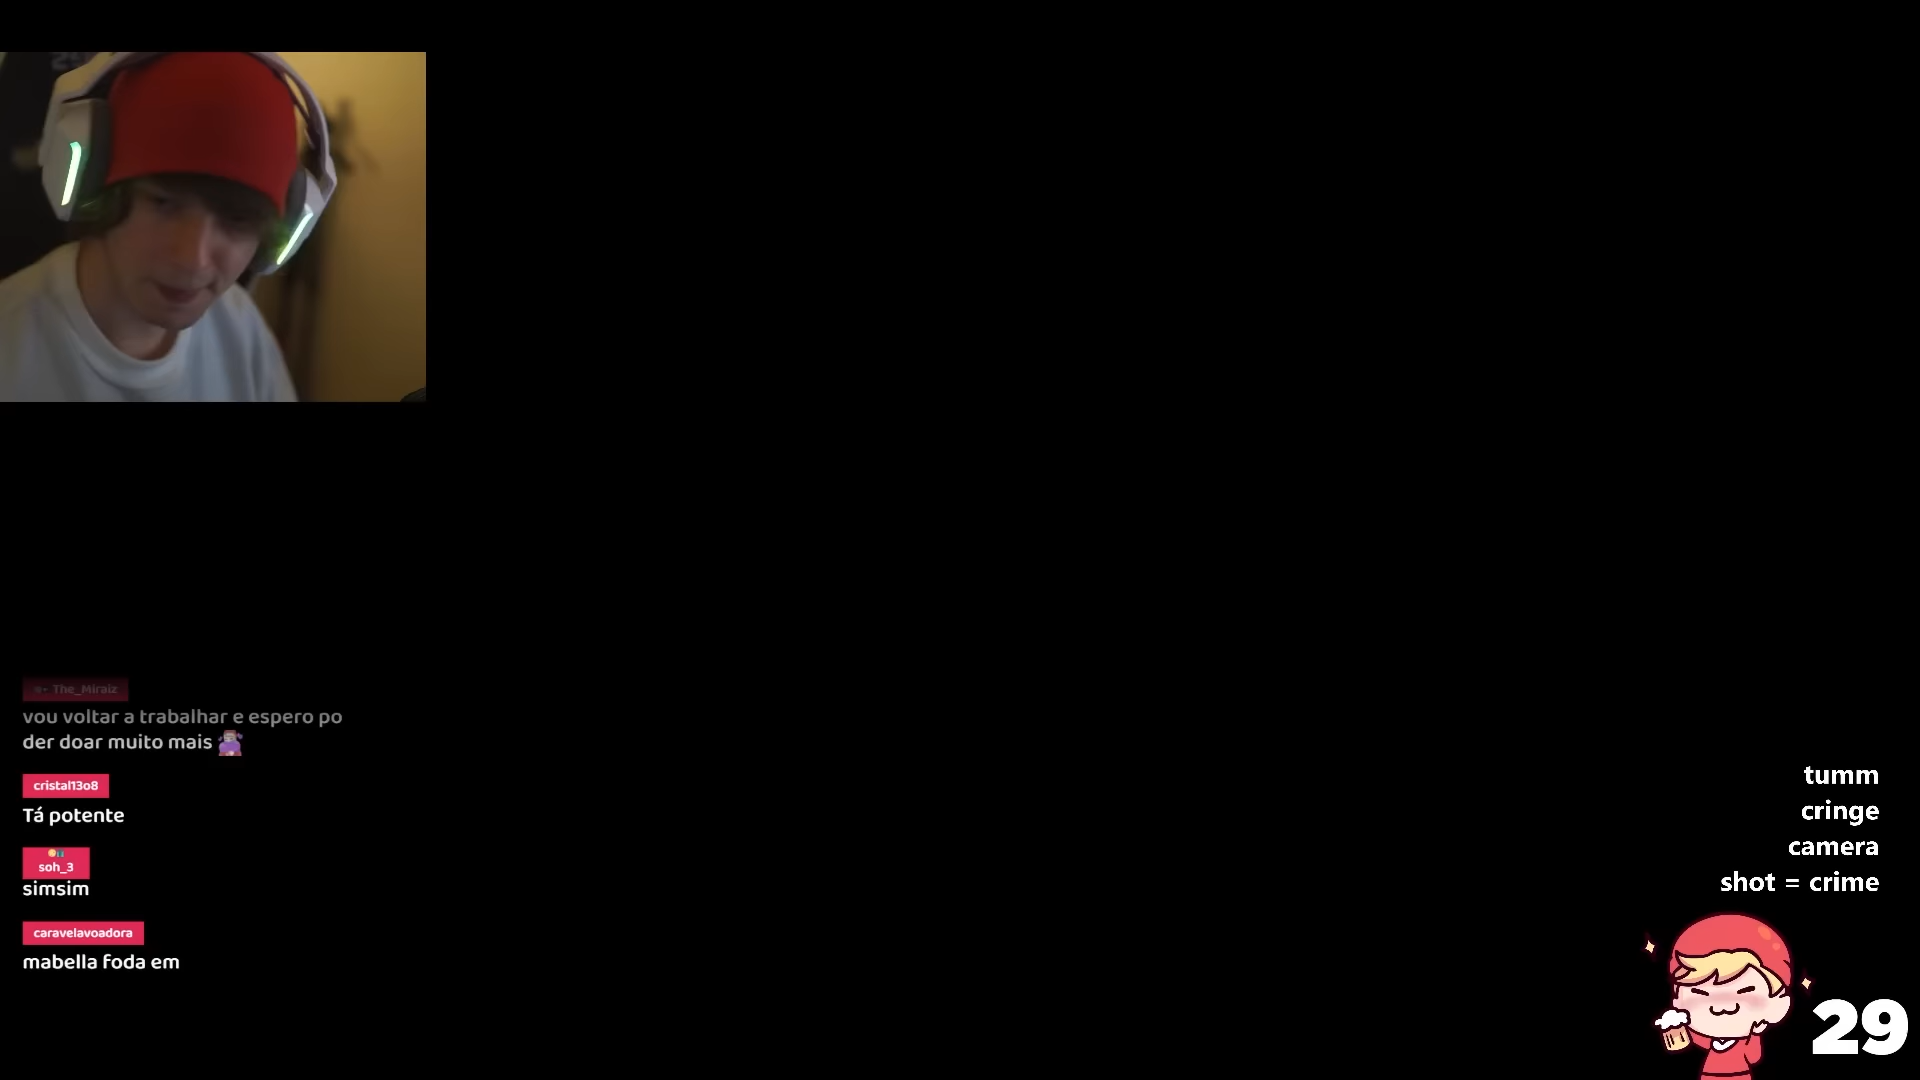 The_Miraiz
vou voltar a trabalhar e espero po
der doar muito mais
cristal13o8
Tá potente
soh_3
simsim
caravelavoadora
mabella foda em
tumm
cringe
camera
shot = crime
29